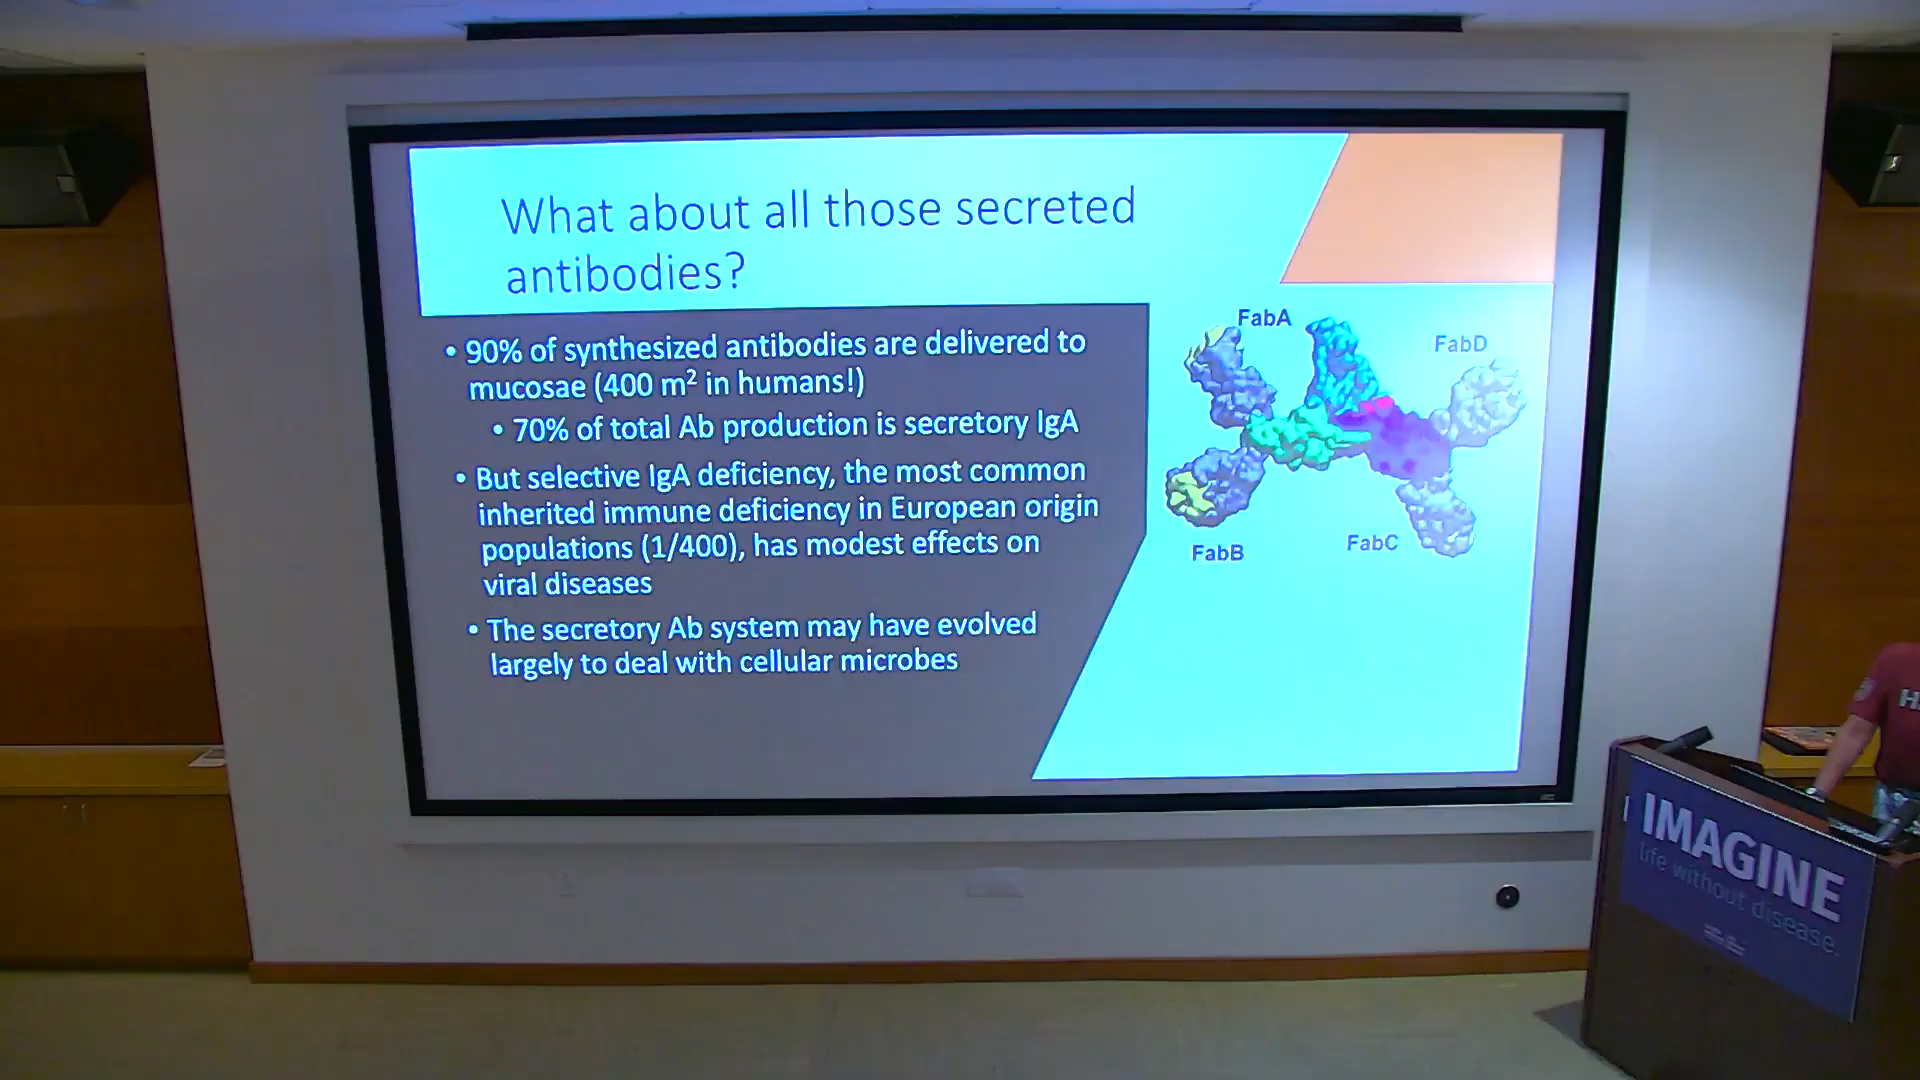 What about all those secreted
antibodies?
• 90% of synthesized antibodies are delivered to
mucosae (400 m² in humans!)
• 70% of total Ab production is secretory IgA
• But selective IgA deficiency, the most common
inherited immune deficiency in European origin
populations (1/400), has modest effects on
viral diseases
• The secretory Ab system may have evolved
largely to deal with cellular microbes
FabA
FabD
FabB
FabC
IMAGINE
life without disease.